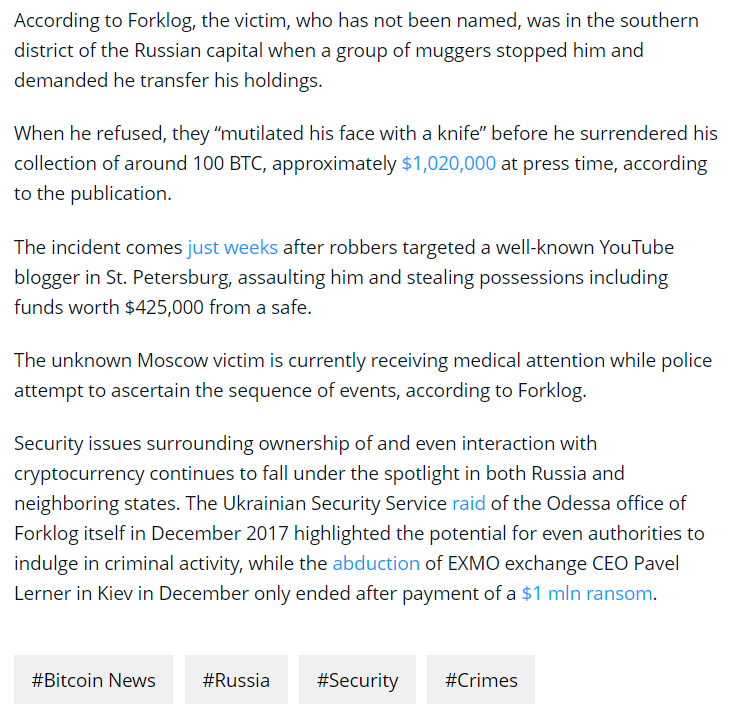 According to Forklog, the victim, who has not been named, was in the southern
district of the Russian capital when a group of muggers stopped him and
demanded he transfer his holdings.
When he refused, they “mutilated his face with a knife” before he surrendered his
collection of around 100 BTC, approximately $1,020,000 at press time, according
to the publication.
The incident comes just weeks after robbers targeted a well-known YouTube
blogger in St. Petersburg, assaulting him and stealing possessions including
funds worth $425,000 from a safe.
The unknown Moscow victim is currently receiving medical attention while police
attempt to ascertain the sequence of events, according to Forklog.
Security issues surrounding ownership of and even interaction with
cryptocurrency continues to fall under the spotlight in both Russia and
neighboring states. The Ukrainian Security Service raid of the Odessa office of
Forklog itself in December 2017 highlighted the potential for even authorities to
indulge in criminal activity, while the abduction of EXMO exchange CEO Pavel
Lerner in Kiev in December only ended after payment of a $1 mln ransom.
#Bitcoin News #Russia #Security #Crimes